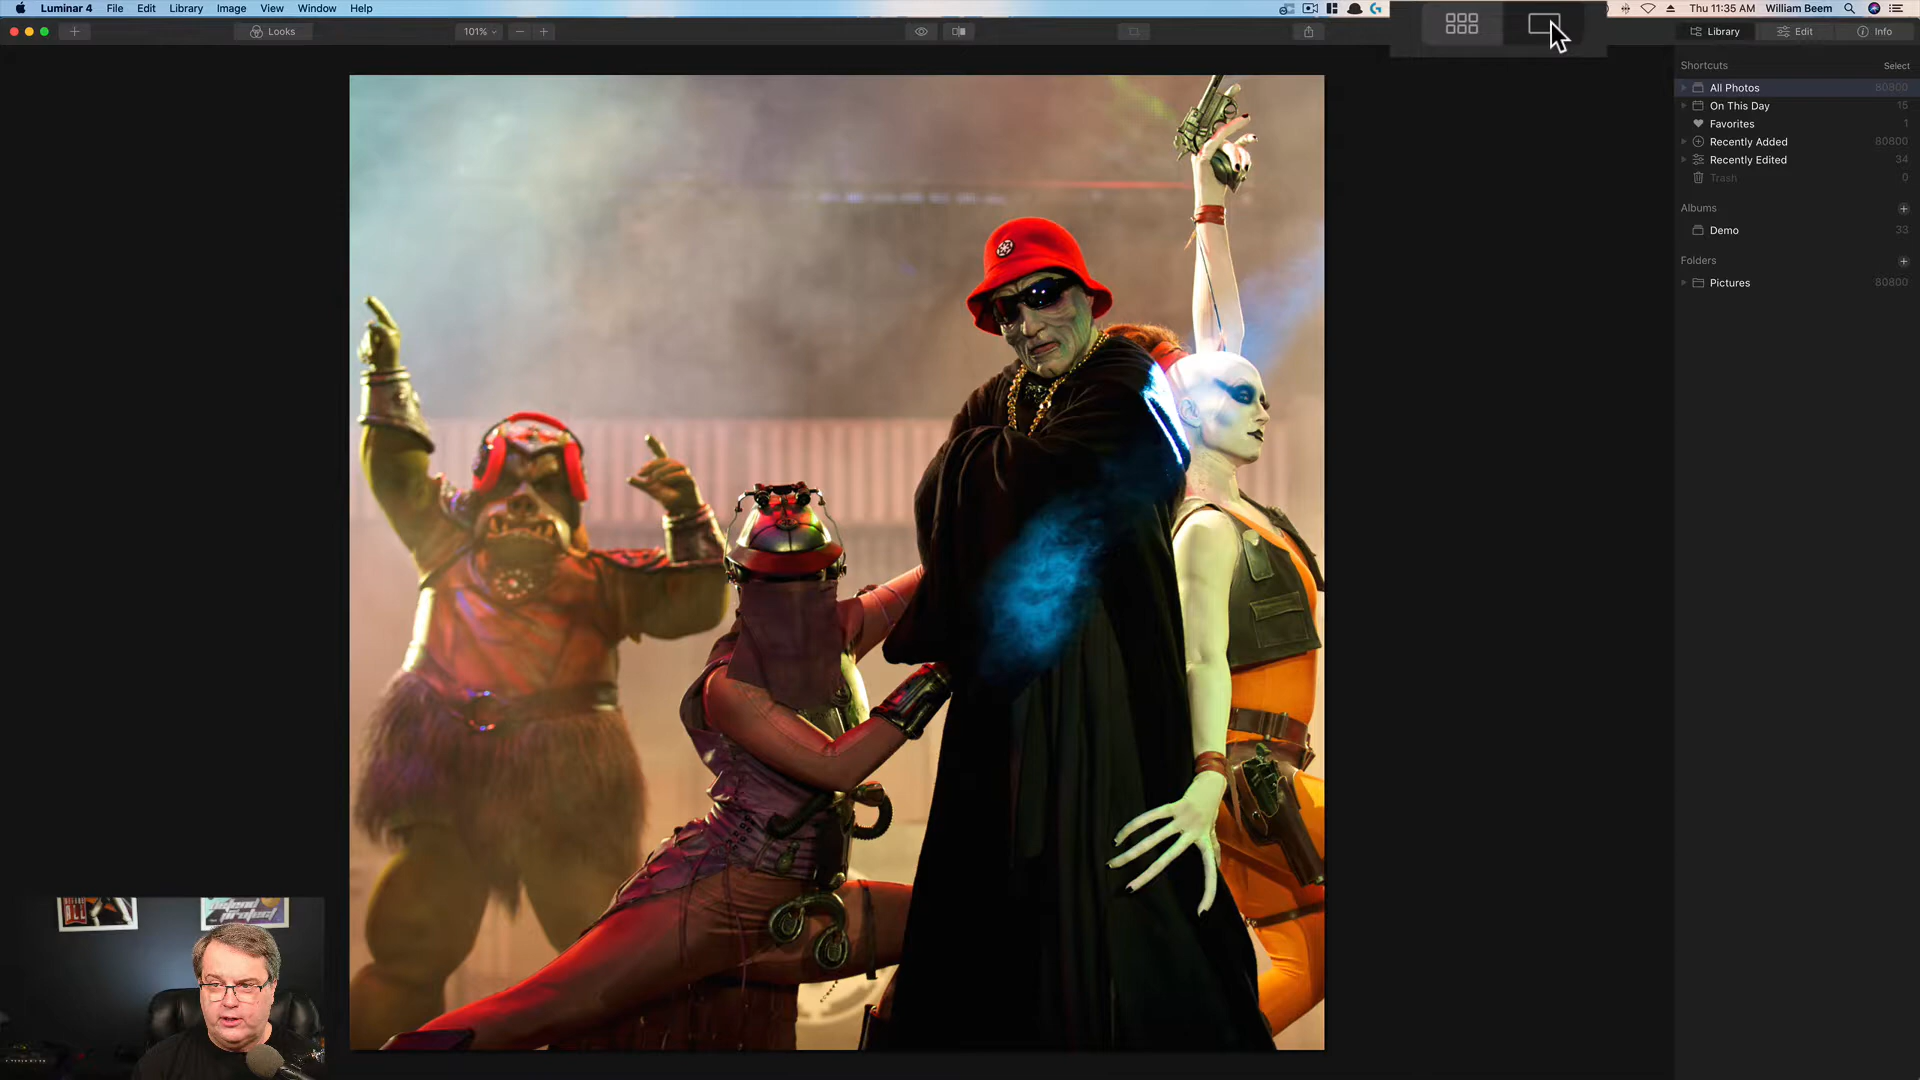 Luminar 4 File Edit Library Image View Window Help
Thu 11:35 AM William Beem
Looks
101%
Library Edit Info
Shortcuts Select
All Photos 80800
On This Day 15
Favorites 1
Recently Added 80800
Recently Edited 34
Trash 0
Albums
Demo 33
Folders
Pictures 80800
protect